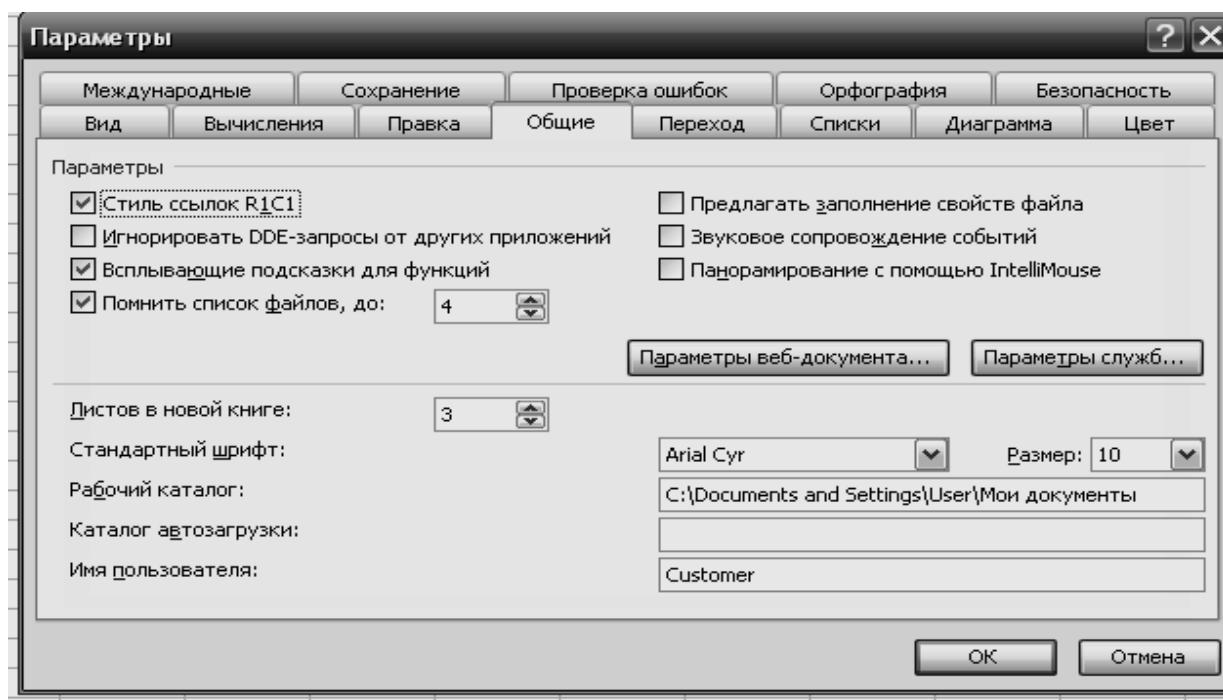 Параметры
Международные Сохранение Проверка ошибок Орфография Безопасность
Вид Вычисления Правка Общие Переход Списки Диаграмма Цвет
Параметры
Стиль ссылок R1C1 Предлагать заполнение свойств файла
Игнорировать DDE-запросы от других приложений Звуковое сопровождение событий
Всплывающие подсказки для функций Панорамирование с помощью IntelliMouse
Помнить список файлов, до: 4
Параметры веб-документа... Параметры служб...
Листов в новой книге: 3
Стандартный шрифт: Arial Cyr Размер: 10
Рабочий каталог: C:\Documents and Settings\User\Мои документы
Каталог автозагрузки:
Имя пользователя: Customer
ОК Отмена